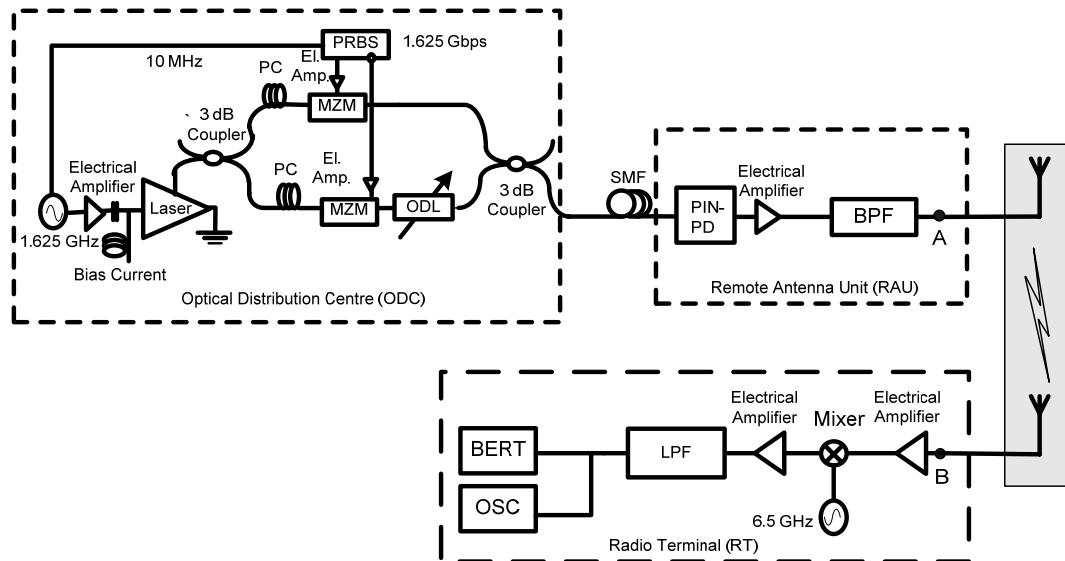 PRBS
1.625 Gbps
10 MHz
El.
Amp.
PC
MZM
3 dB
Coupler
Electrical
Amplifier
PC
El.
Amp.
MZM
ODL
3 dB
Coupler
Laser
1.625 GHz
Bias Current
Optical Distribution Centre (ODC)
SMF
PIN-
PD
Electrical
Amplifier
BPF
A
Remote Antenna Unit (RAU)
BERT
OSC
LPF
Electrical
Amplifier
Mixer
Electrical
Amplifier
B
6.5 GHz
Radio Terminal (RT)